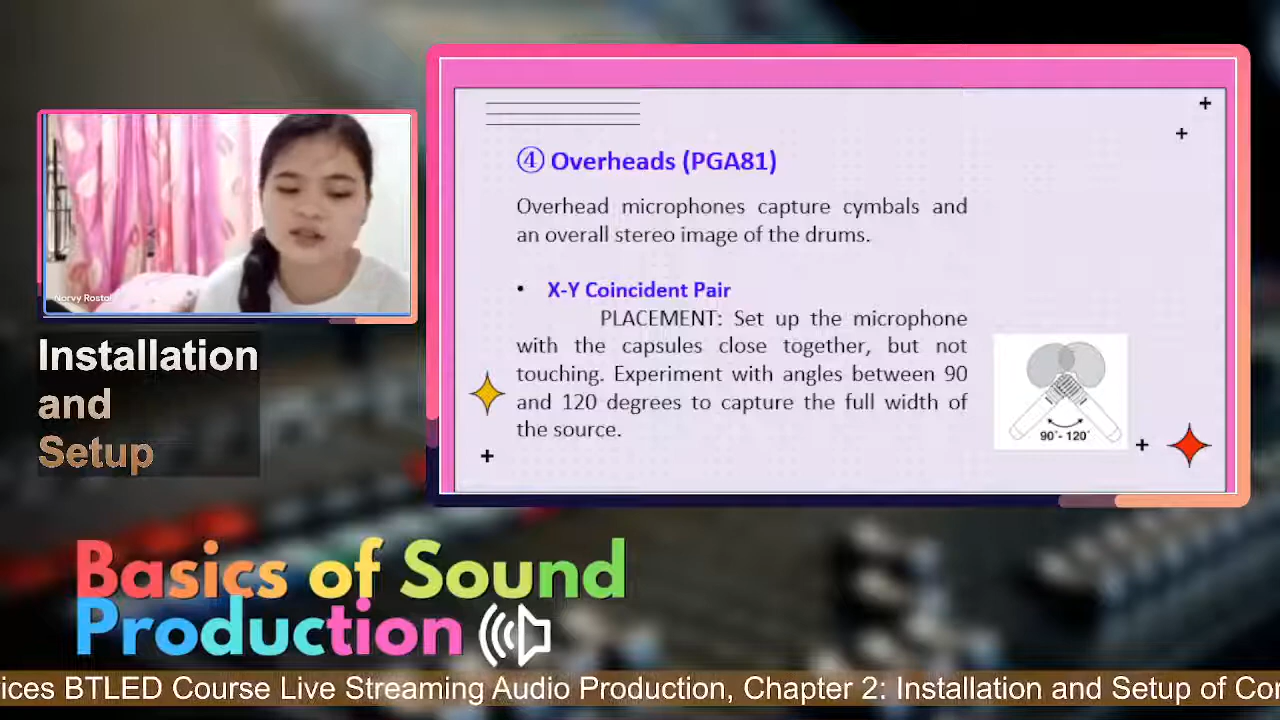 ④ Overheads (PGA81)
Overhead microphones capture cymbals and
an overall stereo image of the drums.
• X-Y Coincident Pair
PLACEMENT: Set up the microphone
with the capsules close together, but not
touching. Experiment with angles between 90
and 120 degrees to capture the full width of
the source.
90°- 120°
Norvy Rostal
Installation
and
Setup
Basics of Sound
Production
ices BTLED Course Live Streaming Audio Production, Chapter 2: Installation and Setup of Cor